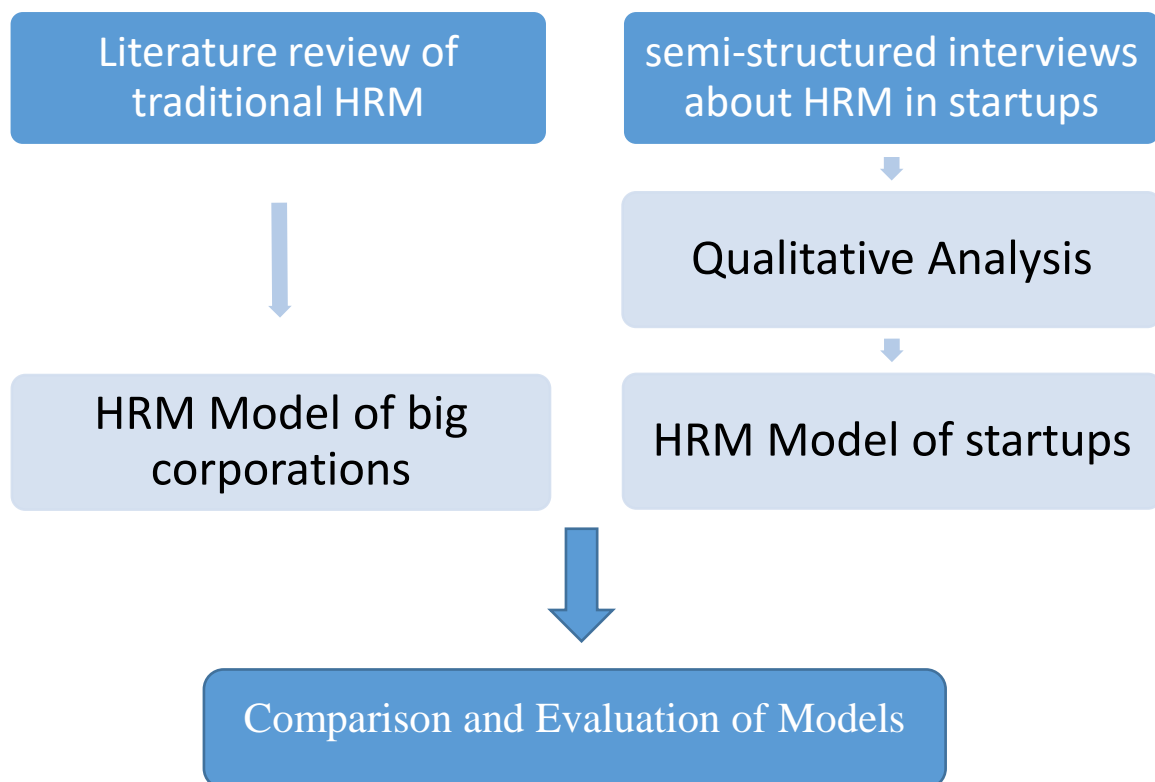 Literature review of
traditional HRM
semi-structured interviews
about HRM in startups
Qualitative Analysis
HRM Model of big
corporations
HRM Model of startups
Comparison and Evaluation of Models